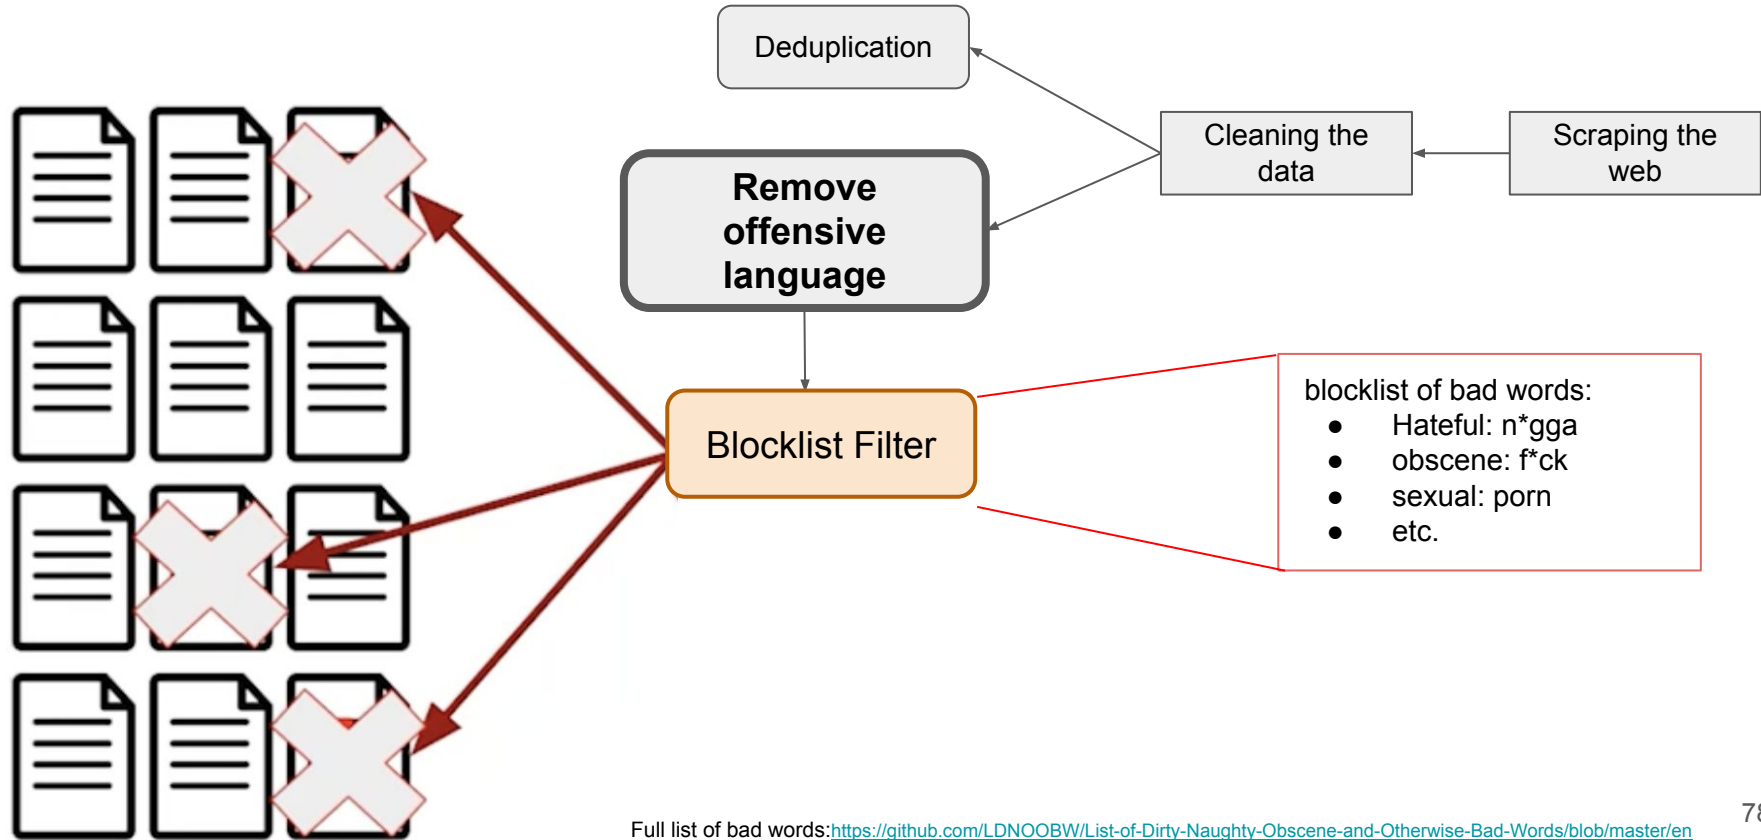 Deduplication
Cleaning the
data
Scraping the
web
Remove
offensive
language
Blocklist Filter
blocklist of bad words:
● Hateful: n*gga
● obscene: f*ck
● sexual: porn
● etc.
Full list of bad words:https://github.com/LDNOOBW/List-of-Dirty-Naughty-Obscene-and-Otherwise-Bad-Words/blob/master/en
78